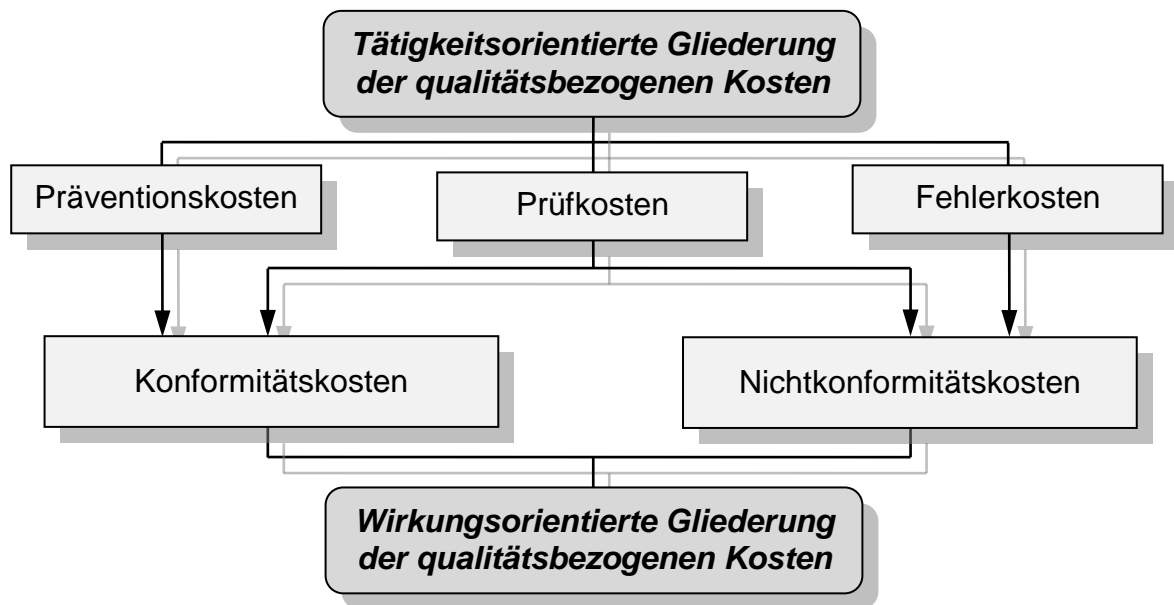 Tätigkeitsorientierte Gliederung
der qualitätsbezogenen Kosten
Präventionskosten
Prüfkosten
Fehlerkosten
Konformitätskosten
Nichtkonformitätskosten
Wirkungsorientierte Gliederung
der qualitätsbezogenen Kosten